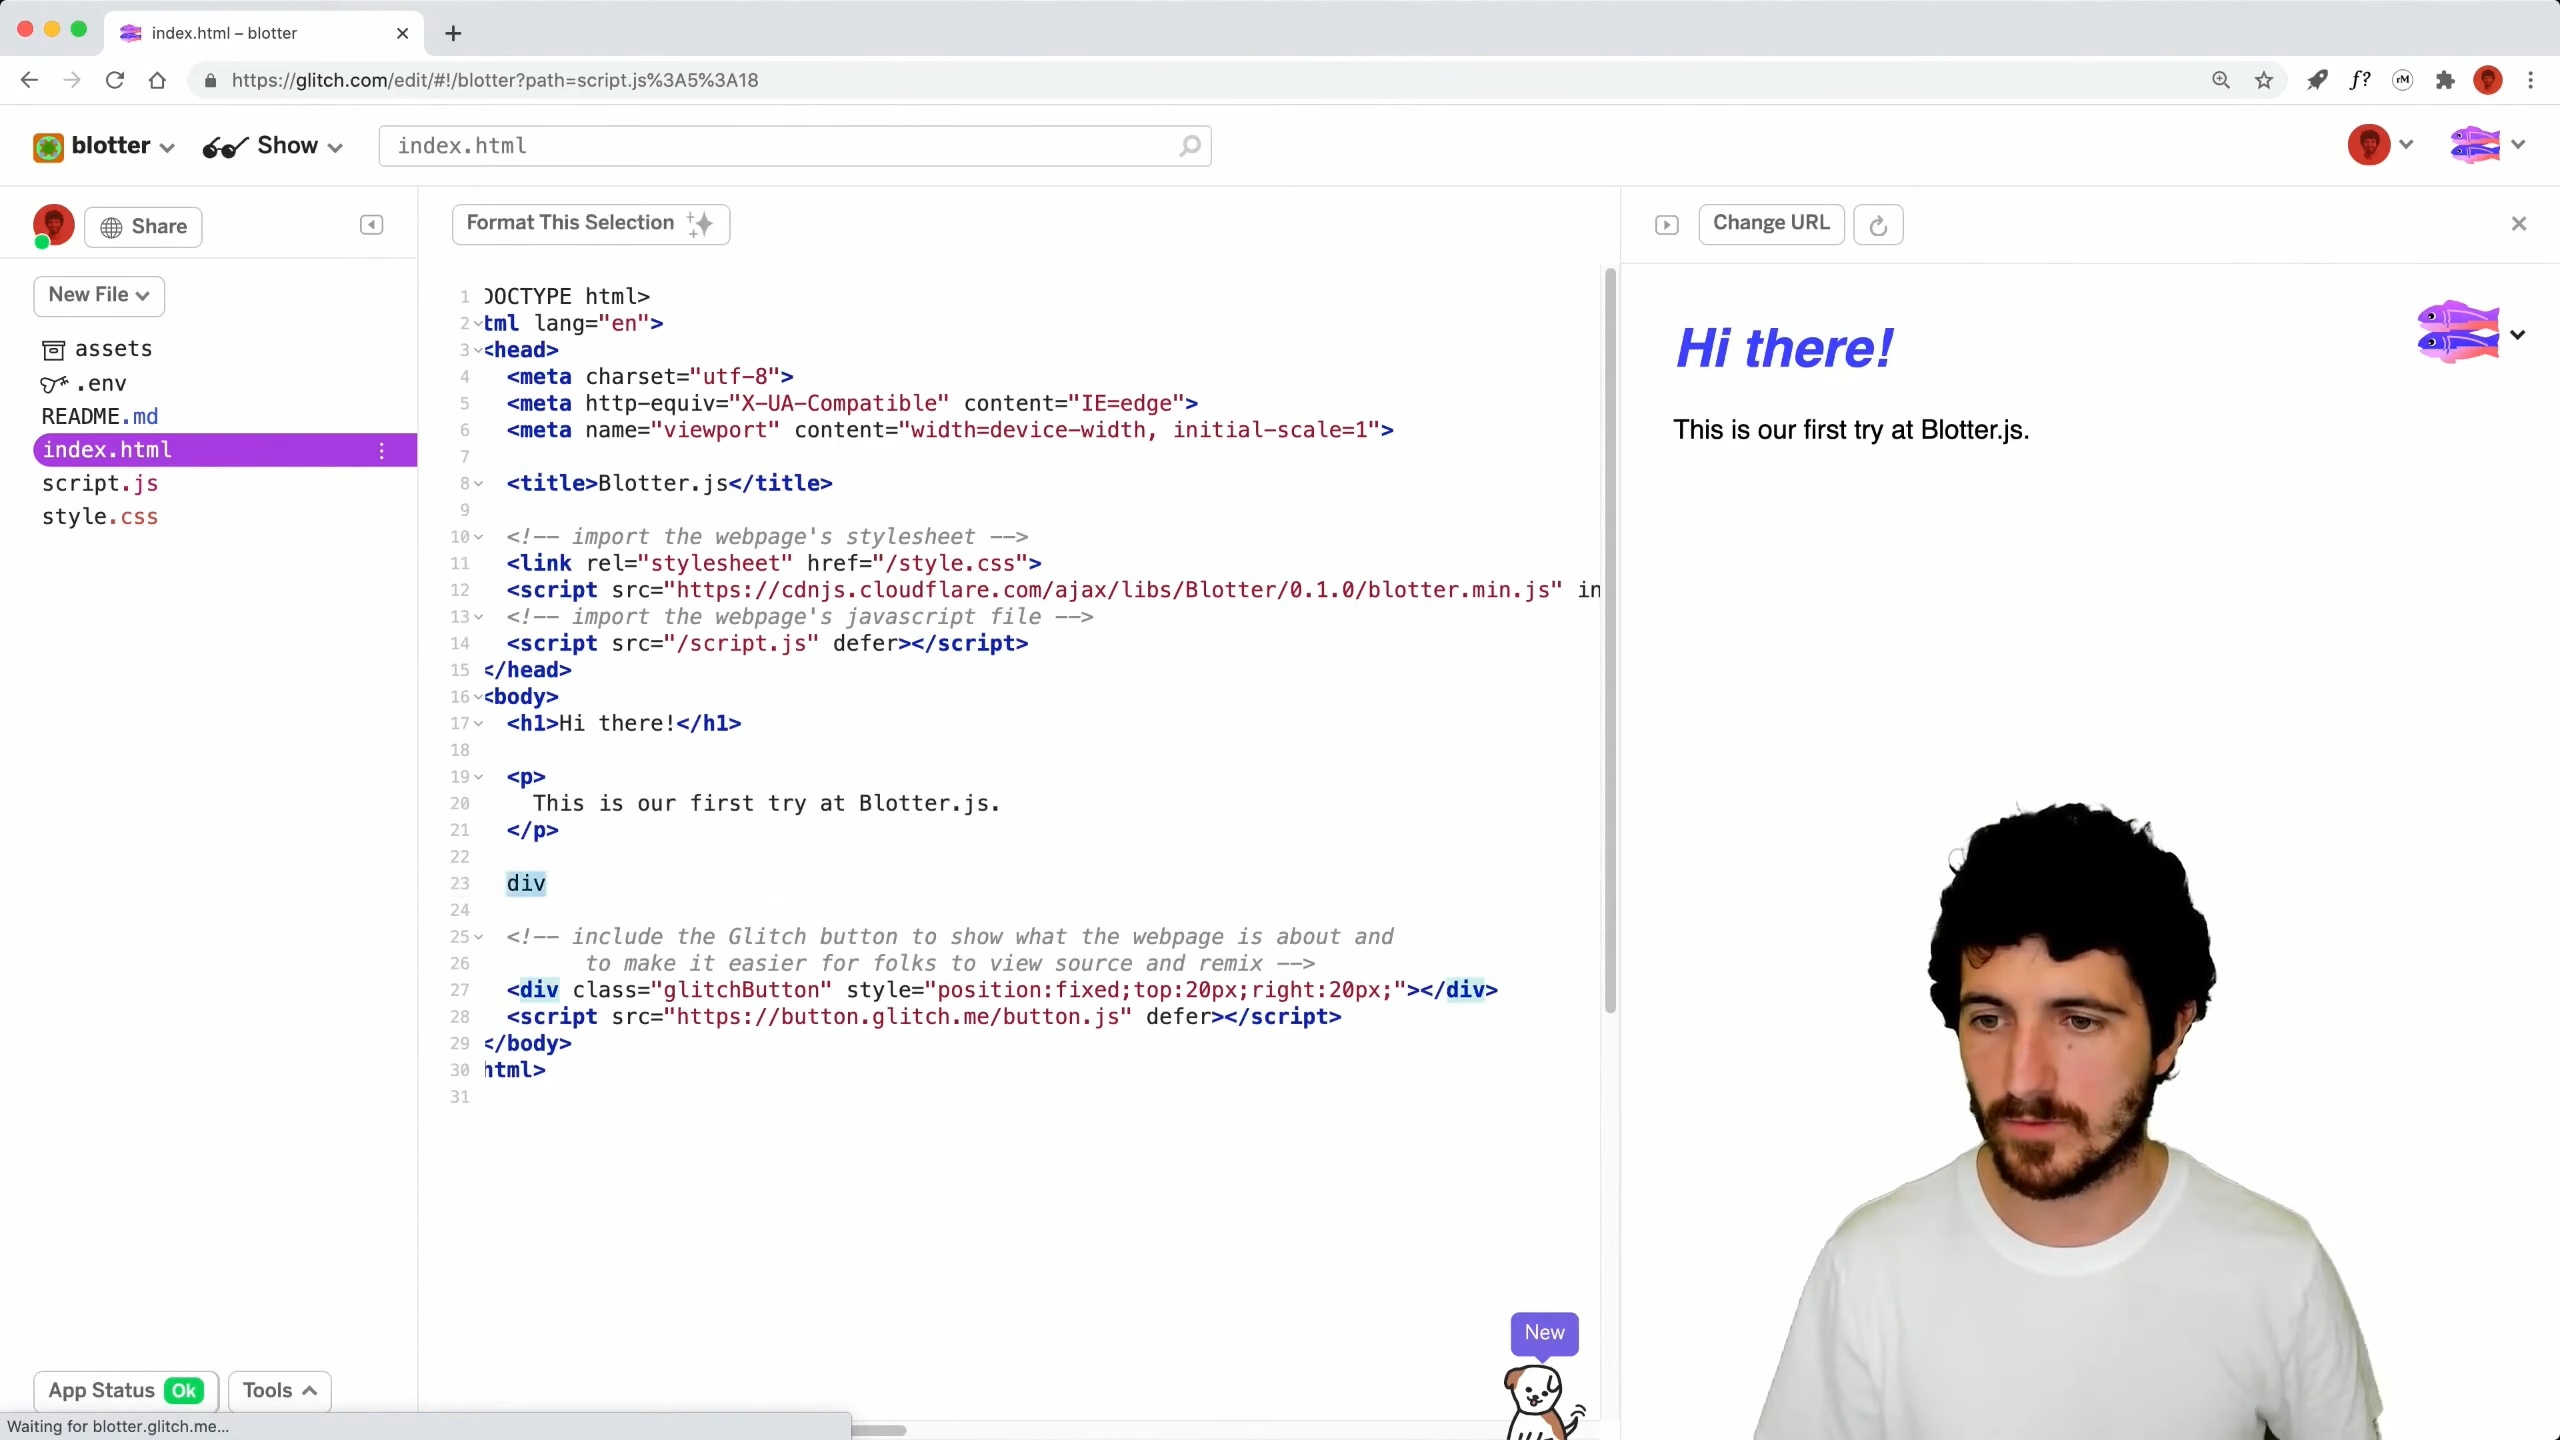 index.html – blotter
https://glitch.com/edit/#!/blotter?path=script.js%3A5%3A18
f?
rM
blotter
Show
index.html
Share
Format This Selection
Change URL
New File
assets
.env
README.md
index.html
script.js
style.css
1 DOCTYPE html>
2 tml lang="en">
3 <head>
4 <meta charset="utf-8">
5 <meta http-equiv="X-UA-Compatible" content="IE=edge">
6 <meta name="viewport" content="width=device-width, initial-scale=1">
7
8 <title>Blotter.js</title>
9
10 <!-- import the webpage's stylesheet -->
11 <link rel="stylesheet" href="/style.css">
12 <script src="https://cdnjs.cloudflare.com/ajax/libs/Blotter/0.1.0/blotter.min.js" in
13 <!-- import the webpage's javascript file -->
14 <script src="/script.js" defer></script>
15 </head>
16 <body>
17 <h1>Hi there!</h1>
18
19 <p>
20 This is our first try at Blotter.js.
21 </p>
22
23 div
24
25 <!-- include the Glitch button to show what the webpage is about and
26 to make it easier for folks to view source and remix -->
27 <div class="glitchButton" style="position:fixed;top:20px;right:20px;"></div>
28 <script src="https://button.glitch.me/button.js" defer></script>
29 </body>
30 html>
31
Hi there!
This is our first try at Blotter.js.
New
App Status Ok
Tools
Waiting for blotter.glitch.me...